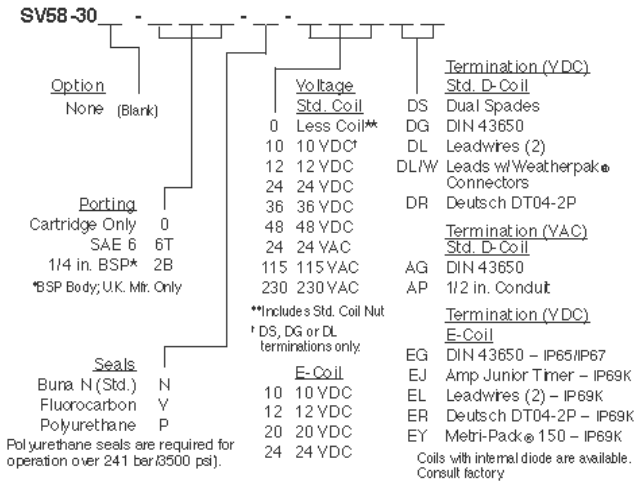 SV58-30__ - ___ - _ - ___ __
Option
None (Blank)
Porting
Cartridge Only 0
SAE 6 6T
1/4 in. BSP* 2B
*BSP Body; U.K. Mfr. Only
Seals
Buna N (Std.) N
Fluorocarbon V
Polyurethane P
Polyurethane seals are required for
operation over 241 bar/3500 psi).
Voltage
Std. Coil
0 Less Coil**
10 10 VDC†
12 12 VDC
24 24 VDC
36 36 VDC
48 48 VDC
24 24 VAC
115 115 VAC
230 230 VAC
**Includes Std. Coil Nut
† DS, DG or DL
terminations only.
E-Coil
10 10 VDC
12 12 VDC
20 20 VDC
24 24 VDC
Termination (VDC)
Std. D-Coil
DS Dual Spades
DG DIN 43650
DL Leadwires (2)
DL/W Leads w/Weatherpak®
Connectors
DR Deutsch DT04-2P
Termination (VAC)
Std. D-Coil
AG DIN 43650
AP 1/2 in. Conduit
Termination (VDC)
E-Coil
EG DIN 43650 – IP65/IP67
EJ Amp Junior Timer – IP69K
EL Leadwires (2) – IP69K
ER Deutsch DT04-2P – IP69K
EY Metri-Pack® 150 – IP69K
Coils with internal diode are available.
Consult factory.